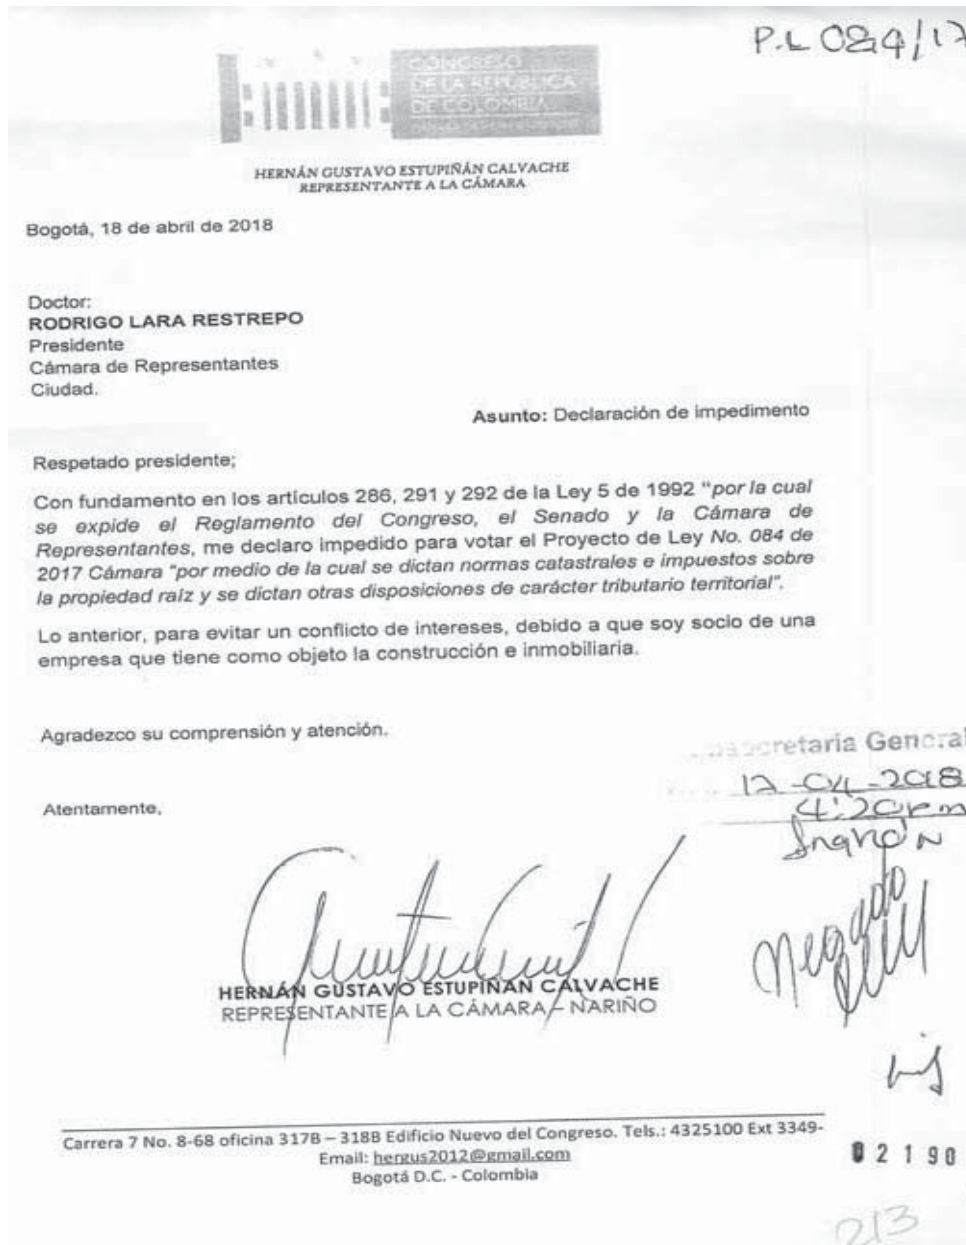 P.L 084/17
CONGRESO
DE LA REPÚBLICA
DE COLOMBIA
HERNÁN GUSTAVO ESTUPIÑÁN CALVACHE
REPRESENTANTE A LA CÁMARA
Bogotá, 18 de abril de 2018
Doctor:
RODRIGO LARA RESTREPO
Presidente
Cámara de Representantes
Ciudad.
Asunto: Declaración de impedimento
Respetado presidente;
Con fundamento en los artículos 286, 291 y 292 de la Ley 5 de 1992 "por la cual
se expide el Reglamento del Congreso, el Senado y la Cámara de
Representantes, me declaro impedido para votar el Proyecto de Ley No. 084 de
2017 Cámara "por medio de la cual se dictan normas catastrales e impuestos sobre
la propiedad raíz y se dictan otras disposiciones de carácter tributario territorial".
Lo anterior, para evitar un conflicto de intereses, debido a que soy socio de una
empresa que tiene como objeto la construcción e inmobiliaria.
Agradezco su comprensión y atención.
Atentamente,
General
4:20pm
Negado
HERNÁN GUSTAVO ESTUPIÑÁN CALVACHE
REPRESENTANTE A LA CÁMARA - NARIÑO
Carrera 7 No. 8-68 oficina 317B – 318B Edificio Nuevo del Congreso. Tels.: 4325100 Ext 3349-
Email: hergus2012@gmail.com
Bogotá D.C. - Colombia
02190
213